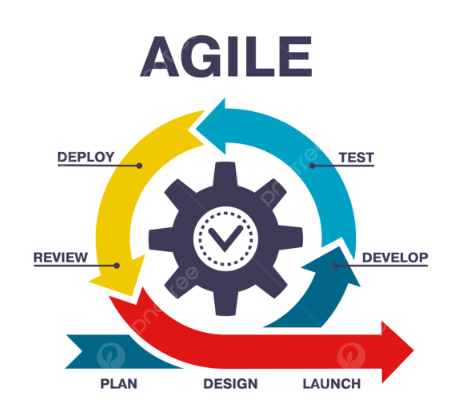 AGILE
DEPLOY
TEST
REVIEW
DEVELOP
PLAN
DESIGN
LAUNCH